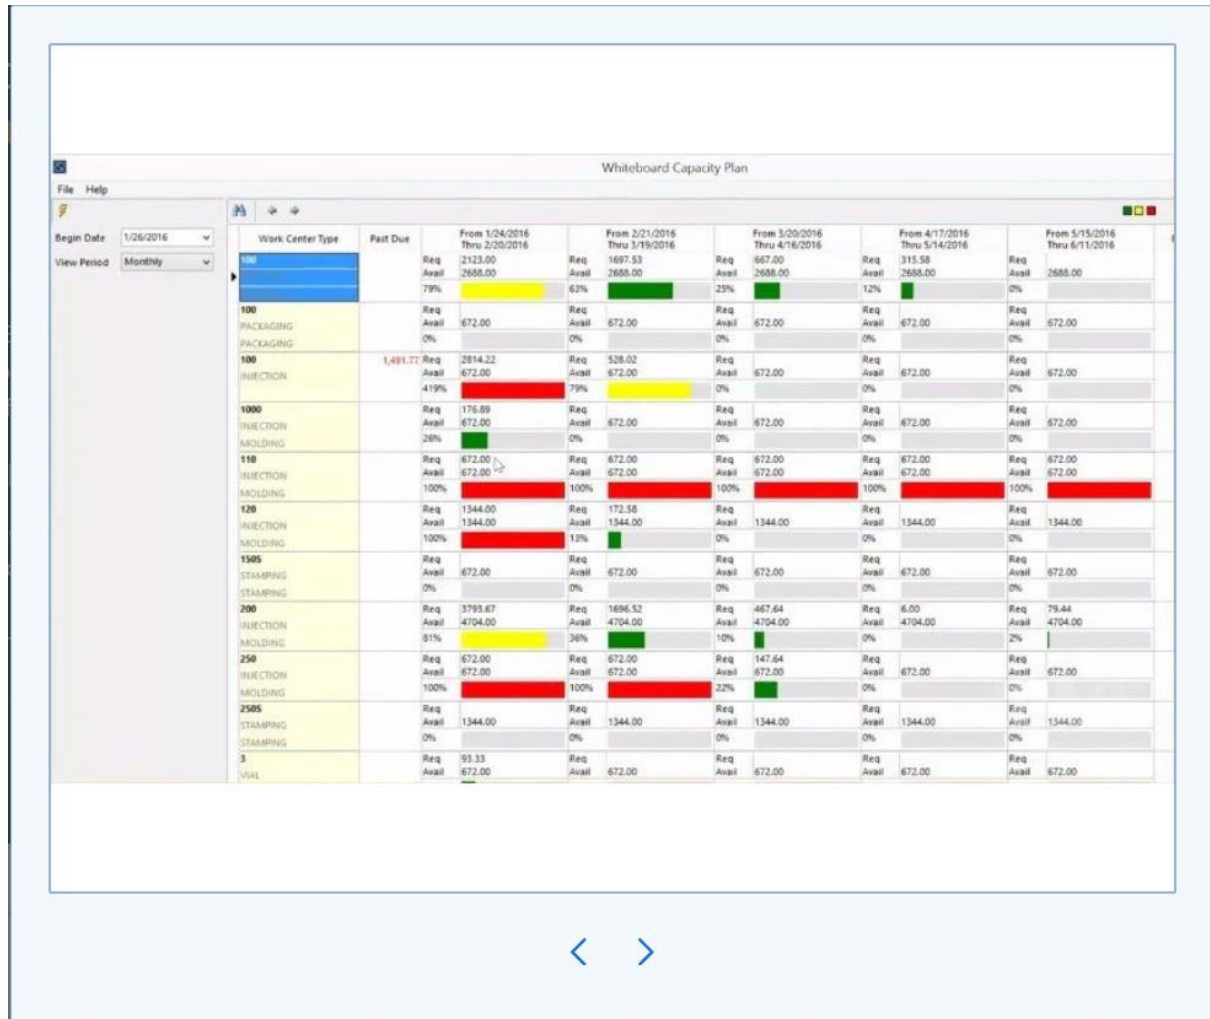 Whiteboard Capacity Plan
File Help
Begin Date 1/26/2016
View Period Monthly
Work Center Type Past Due From 1/24/2016 From 2/21/2016 From 3/20/2016 From 4/17/2016 From 5/15/2016
Thru 2/20/2016 Thru 3/19/2016 Thru 4/16/2016 Thru 5/14/2016 Thru 6/11/2016
100 Req 2123.00 Req 1697.53 Req 667.00 Req 315.58 Req
Avail 2688.00 Avail 2688.00 Avail 2688.00 Avail 2688.00 Avail 2688.00
79% 63% 25% 12% 0%
100 Req Req Req Req Req
PACKAGING Avail 672.00 Avail 672.00 Avail 672.00 Avail 672.00 Avail 672.00
PACKAGING 0% 0% 0% 0% 0%
100 1,491.77 Req 2814.22 Req 528.02 Req Req Req
INJECTION Avail 672.00 Avail 672.00 Avail 672.00 Avail 672.00 Avail 672.00
419% 79% 0% 0% 0%
1000 Req 176.89 Req Req Req Req
INJECTION Avail 672.00 Avail 672.00 Avail 672.00 Avail 672.00 Avail 672.00
MOLDING 26% 0% 0% 0% 0%
110 Req 672.00 Req 672.00 Req 672.00 Req 672.00 Req 672.00
INJECTION Avail 672.00 Avail 672.00 Avail 672.00 Avail 672.00 Avail 672.00
MOLDING 100% 100% 100% 100% 100%
120 Req 1344.00 Req 172.58 Req Req Req
INJECTION Avail 1344.00 Avail 1344.00 Avail 1344.00 Avail 1344.00 Avail 1344.00
MOLDING 100% 13% 0% 0% 0%
150S Req Req Req Req Req
STAMPING Avail 672.00 Avail 672.00 Avail 672.00 Avail 672.00 Avail 672.00
STAMPING 0% 0% 0% 0% 0%
200 Req 3793.67 Req 1696.52 Req 467.64 Req 6.00 Req 79.44
INJECTION Avail 4704.00 Avail 4704.00 Avail 4704.00 Avail 4704.00 Avail 4704.00
MOLDING 81% 36% 10% 0% 2%
250 Req 672.00 Req 672.00 Req 147.64 Req Req
INJECTION Avail 672.00 Avail 672.00 Avail 672.00 Avail 672.00 Avail 672.00
MOLDING 100% 100% 22% 0% 0%
250S Req Req Req Req Req
STAMPING Avail 1344.00 Avail 1344.00 Avail 1344.00 Avail 1344.00 Avail 1344.00
STAMPING 0% 0% 0% 0% 0%
3 Req 93.33 Req Req Req Req
VIAL Avail 672.00 Avail 672.00 Avail 672.00 Avail 672.00 Avail 672.00